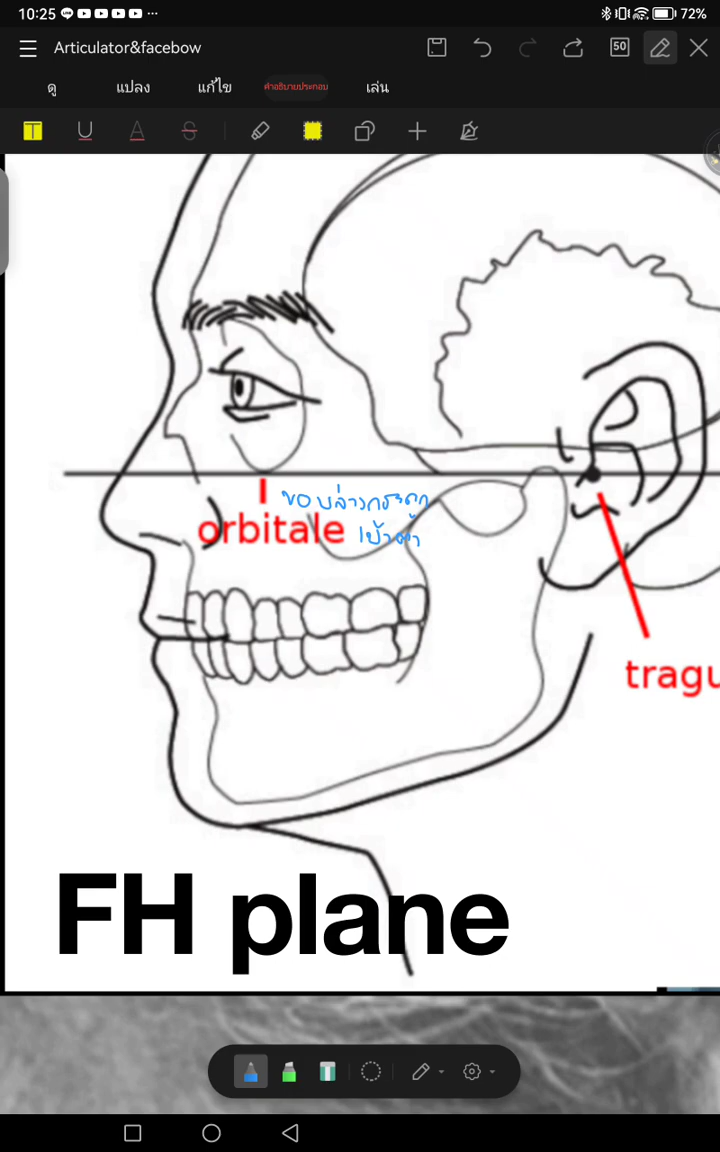 10:25 72%
Articulator&facebow 50
ดู แปลง แก้ไข คำอธิบายประกอบ เล่น
T U A S
ขอบล่างกระดูก
orbitale เบ้าตา
tragu
FH plane